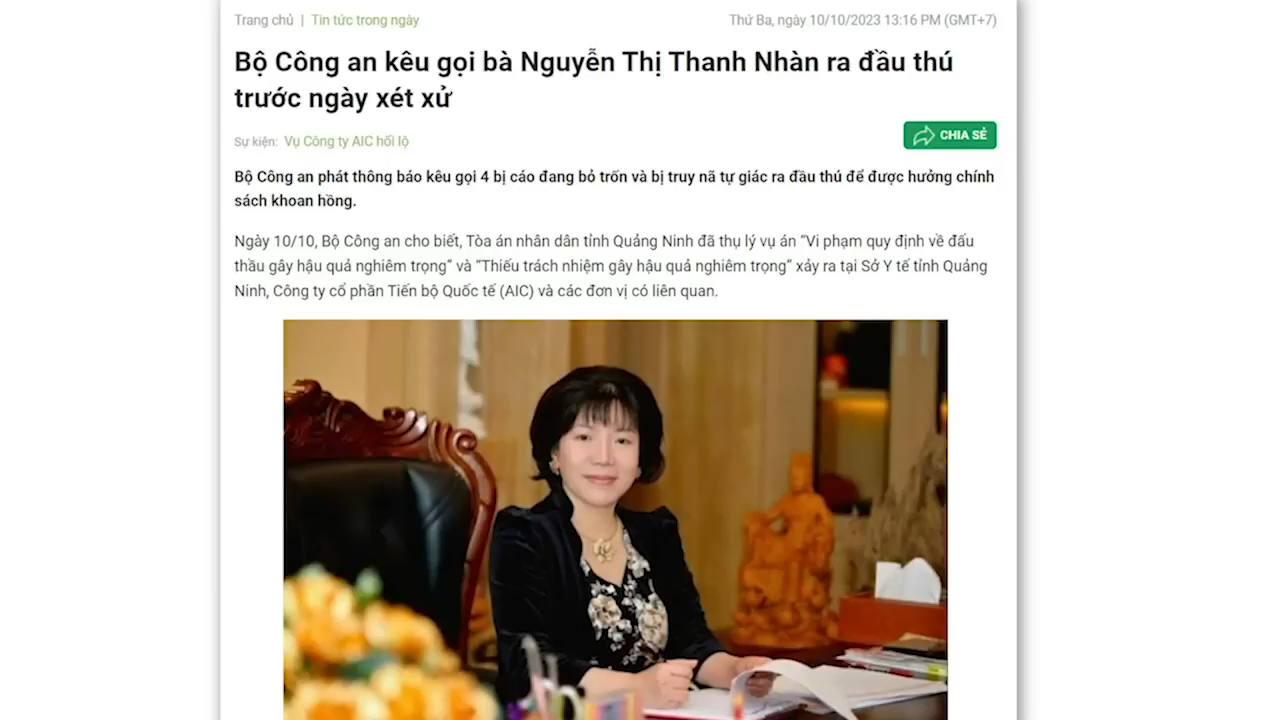 Trang chủ | Tin tức trong ngày
Thứ Ba, ngày 10/10/2023 13:16 PM (GMT+7)
Bộ Công an kêu gọi bà Nguyễn Thị Thanh Nhàn ra đầu thú
trước ngày xét xử
Sự kiện: Vụ Công ty AIC hối lộ
CHIA SẺ
Bộ Công an phát thông báo kêu gọi 4 bị cáo đang bỏ trốn và bị truy nã tự giác ra đầu thú để được hưởng chính
sách khoan hồng.
Ngày 10/10, Bộ Công an cho biết, Tòa án nhân dân tỉnh Quảng Ninh đã thụ lý vụ án “Vi phạm quy định về đấu
thầu gây hậu quả nghiêm trọng” và “Thiếu trách nhiệm gây hậu quả nghiêm trọng” xảy ra tại Sở Y tế tỉnh Quảng
Ninh, Công ty cổ phần Tiến bộ Quốc tế (AIC) và các đơn vị có liên quan.